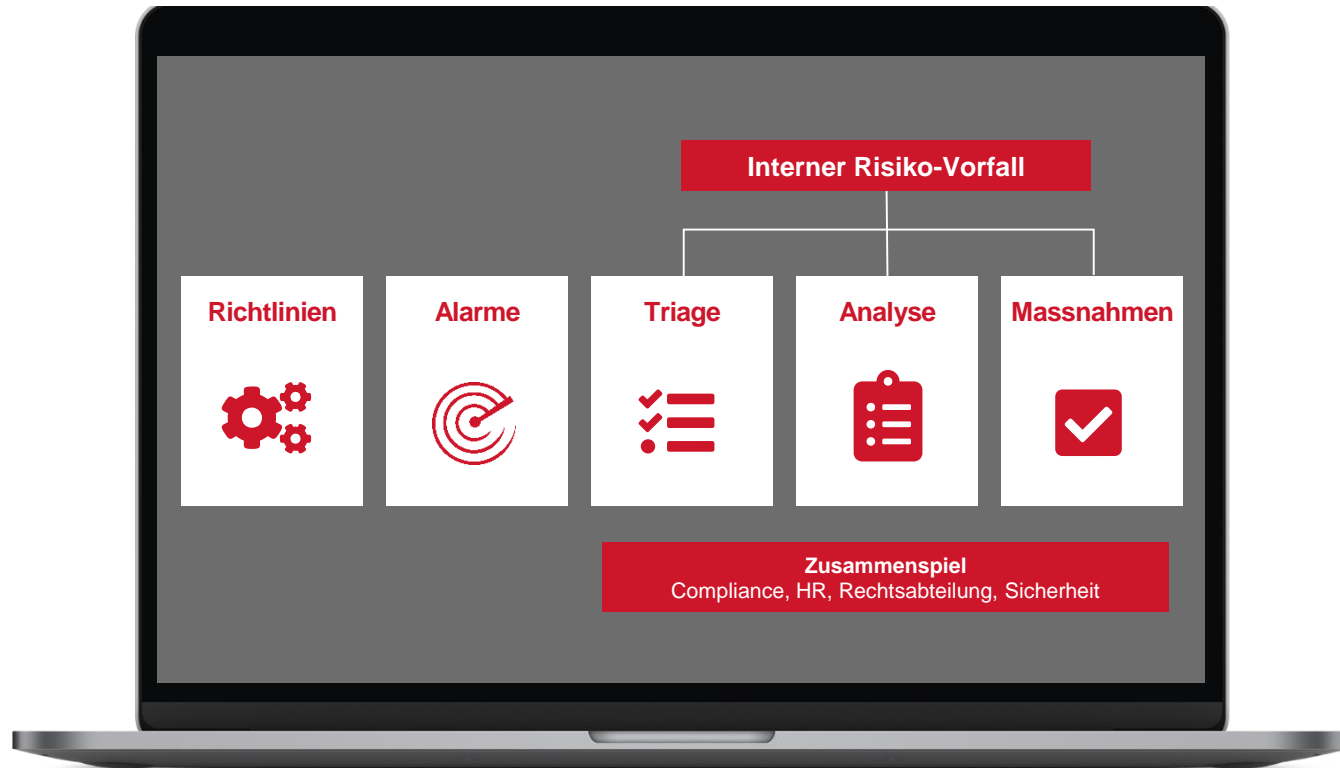 Interner Risiko-Vorfall
Richtlinien
Alarme
Triage
Analyse
Massnahmen
Zusammenspiel
Compliance, HR, Rechtsabteilung, Sicherheit